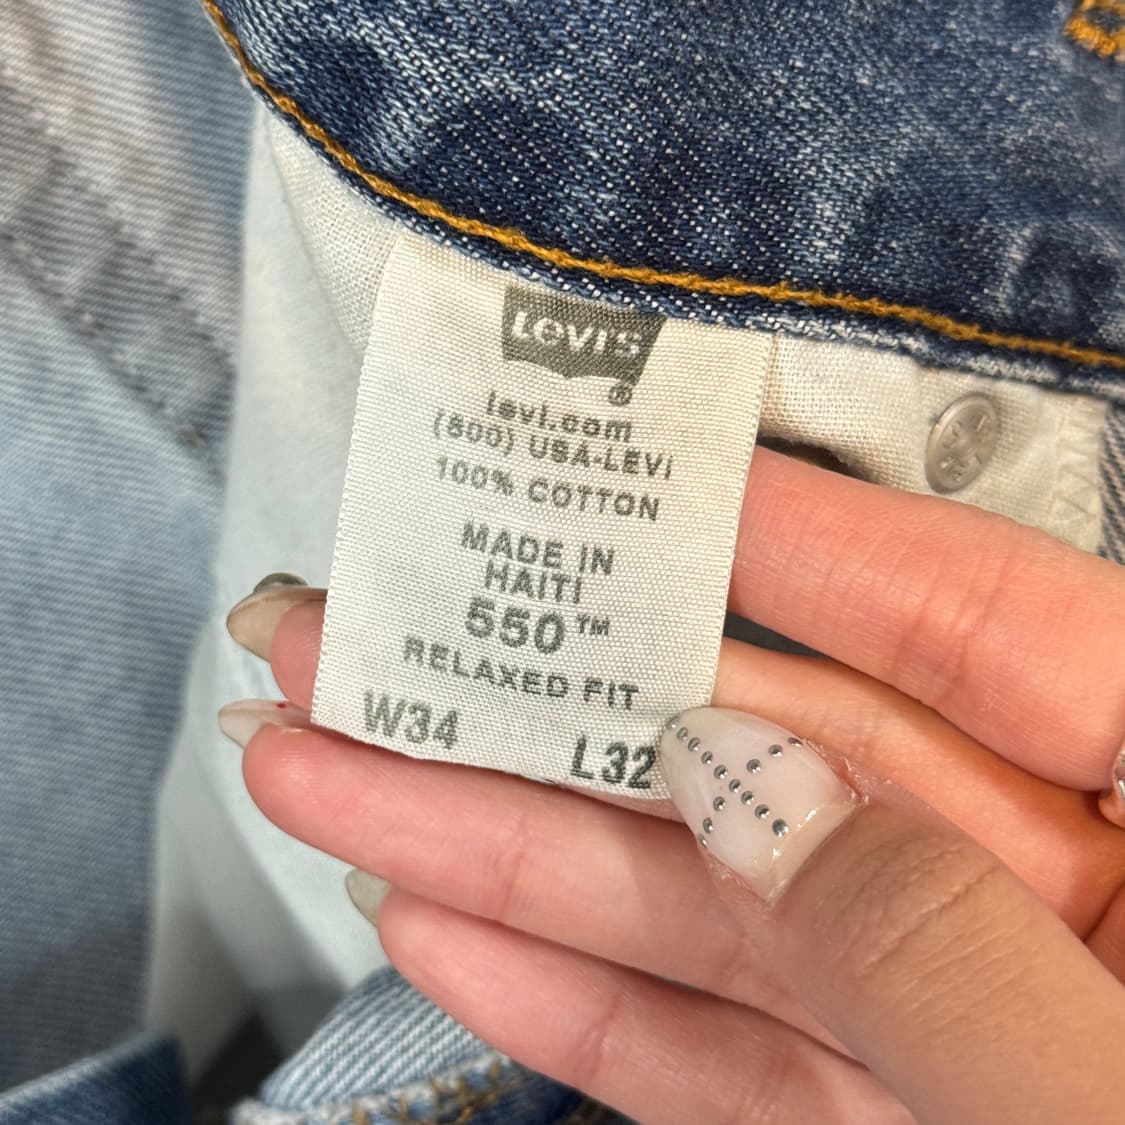 LEVI'S
®
levi.com
(800) USA-LEVI
100% COTTON
MADE IN
HAITI
550™
RELAXED FIT
W34 L32